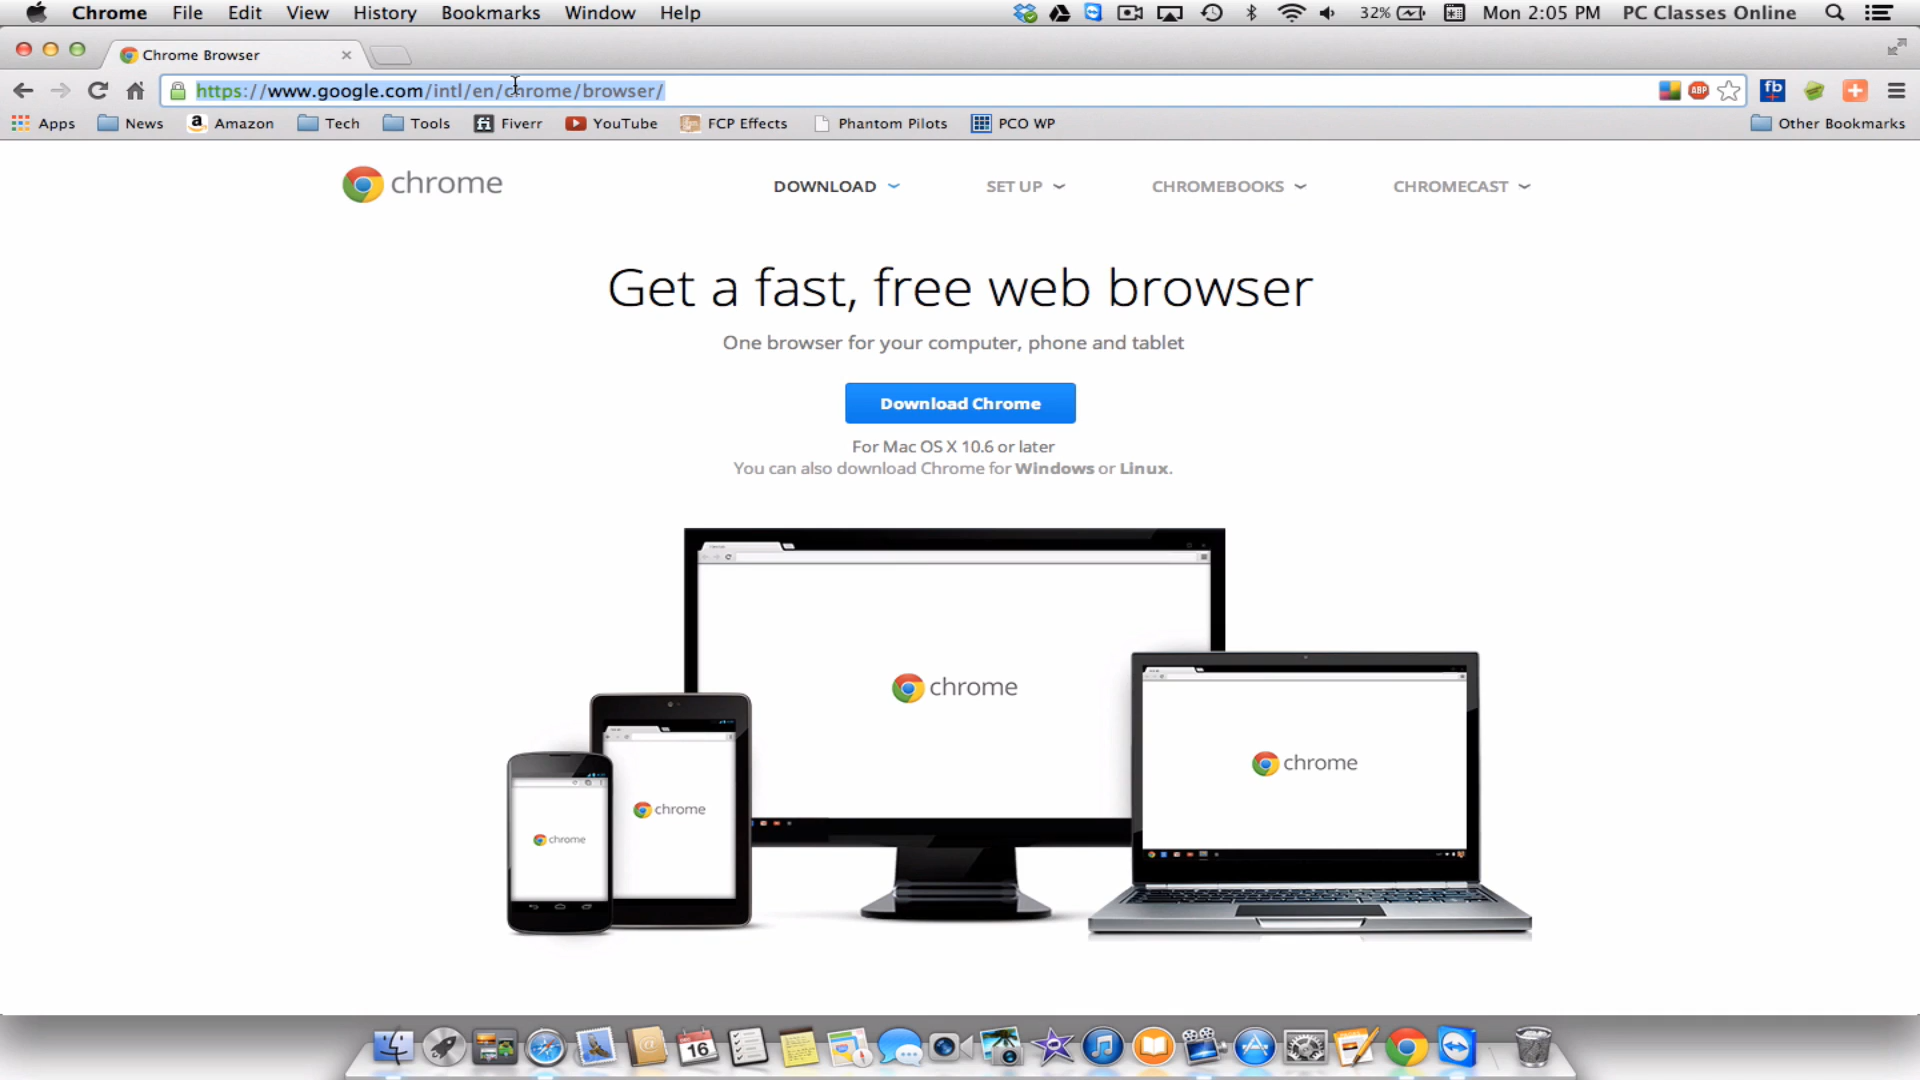 Chrome File Edit View History Bookmarks Window Help 32% Mon 2:05 PM PC Classes Online
Chrome Browser
https://www.google.com/intl/en/chrome/browser/ ABP fb
Apps News Amazon Tech Tools Fiverr YouTube FCP Effects Phantom Pilots PCO WP Other Bookmarks
chrome DOWNLOAD SET UP CHROMEBOOKS CHROMECAST
Get a fast, free web browser
One browser for your computer, phone and tablet
Download Chrome
For Mac OS X 10.6 or later
You can also download Chrome for Windows or Linux.
chrome
chrome
chrome
chrome
16